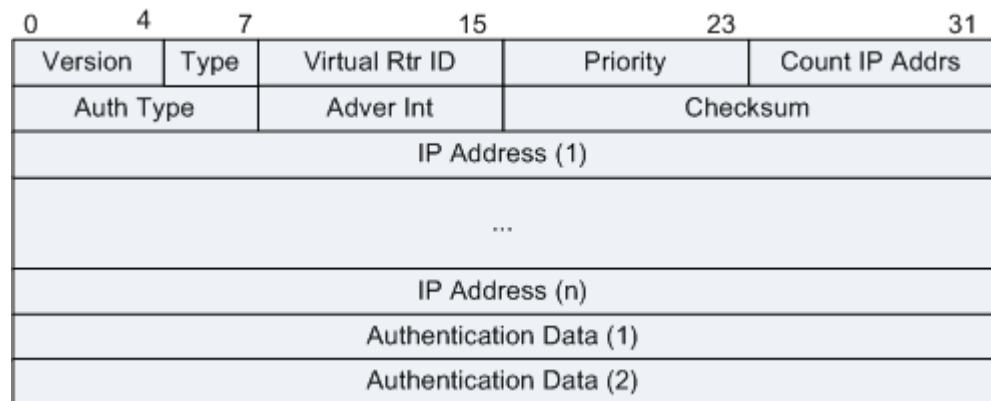 0 4 7 15 23 31
Version Type Virtual Rtr ID Priority Count IP Addrs
Auth Type Adver Int Checksum
IP Address (1)
...
IP Address (n)
Authentication Data (1)
Authentication Data (2)